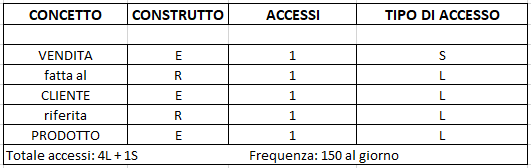 CONCETTO COSTRUTTO ACCESSI TIPO DI ACCESSO
VENDITA E 1 S
fatta al R 1 L
CLIENTE E 1 L
riferita R 1 L
PRODOTTO E 1 L
Totale accessi: 4L + 1S Frequenza: 150 al giorno